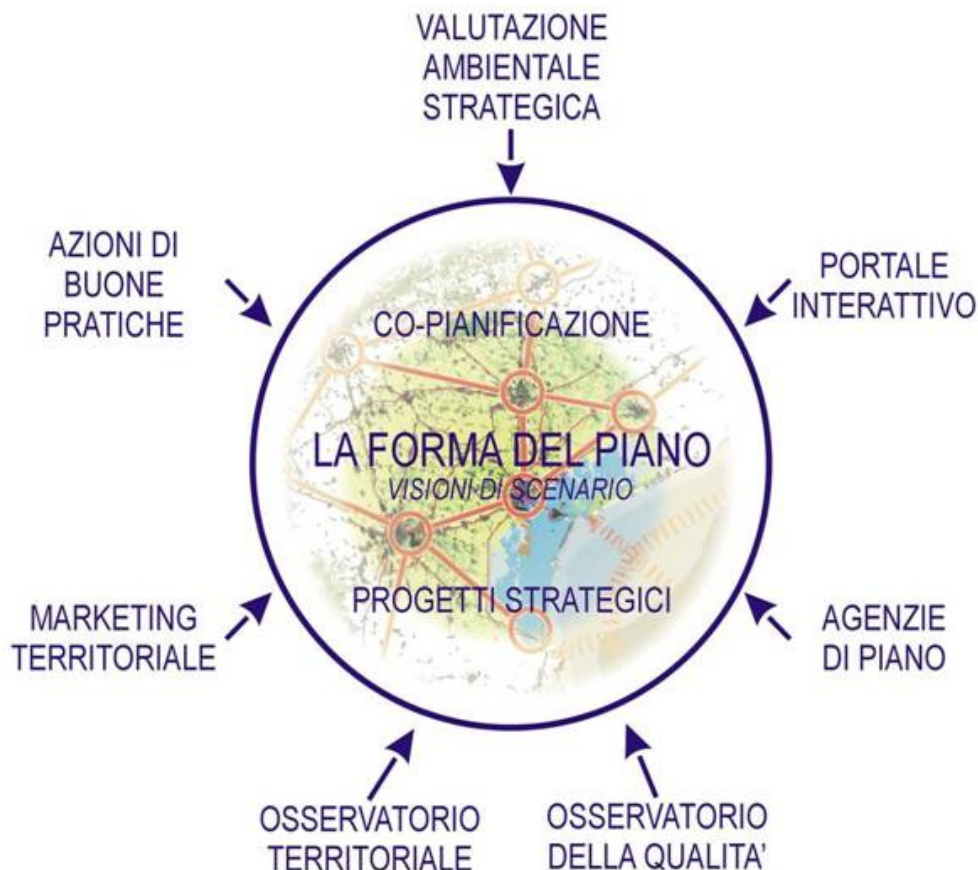 VALUTAZIONE
AMBIENTALE
STRATEGICA
AZIONI DI
BUONE
PRATICHE
PORTALE
INTERATTIVO
CO-PIANIFICAZIONE
LA FORMA DEL PIANO
VISIONI DI SCENARIO
PROGETTI STRATEGICI
MARKETING
TERRITORIALE
AGENZIE
DI PIANO
OSSERVATORIO
TERRITORIALE
OSSERVATORIO
DELLA QUALITA'